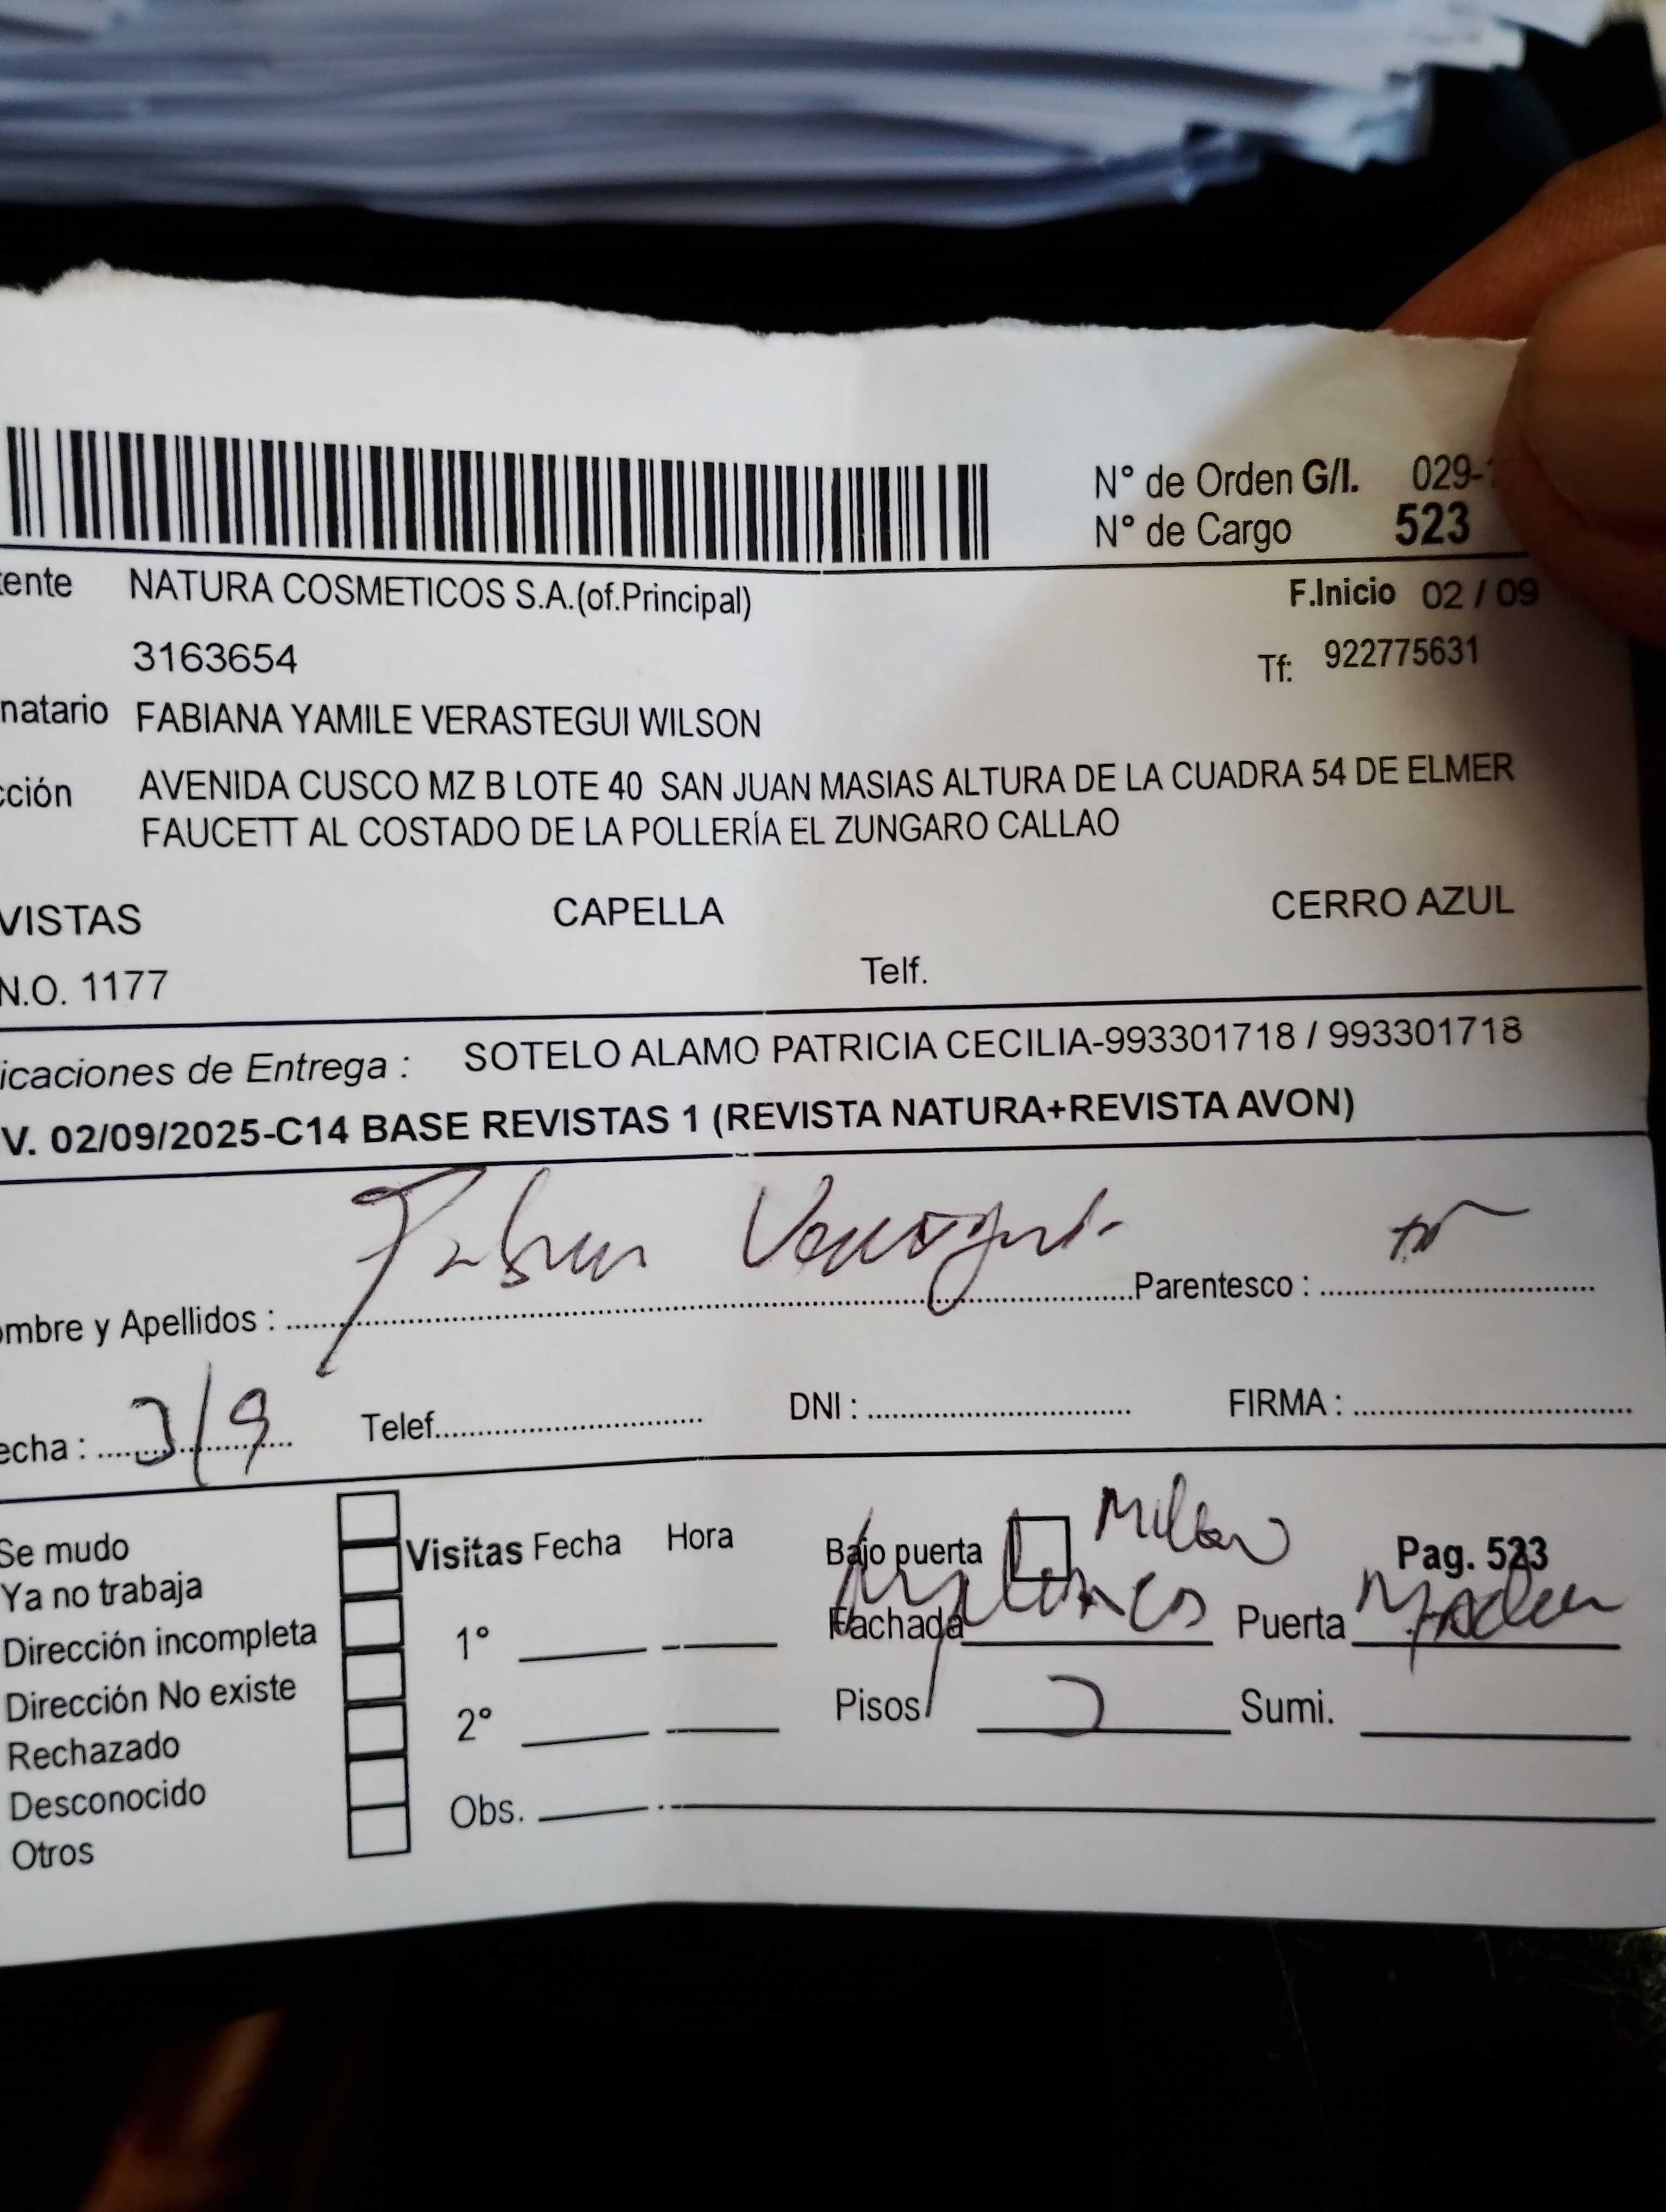 N° de Orden G/I. 029-
N° de Cargo 523
ente NATURA COSMETICOS S.A.(of.Principal) F.Inicio 02 / 09
3163654 Tf: 922775631
natario FABIANA YAMILE VERASTEGUI WILSON
cción AVENIDA CUSCO MZ B LOTE 40 SAN JUAN MASIAS ALTURA DE LA CUADRA 54 DE ELMER
FAUCETT AL COSTADO DE LA POLLERÍA EL ZUNGARO CALLAO
VISTAS CAPELLA CERRO AZUL
N.O. 1177 Telf.
icaciones de Entrega : SOTELO ALAMO PATRICIA CECILIA-993301718 / 993301718
V. 02/09/2025-C14 BASE REVISTAS 1 (REVISTA NATURA+REVISTA AVON)
ombre y Apellidos : Parentesco :
echa : 3/9 Telef. DNI : FIRMA :
Se mudo
Ya no trabaja
Dirección incompleta
Dirección No existe
Rechazado
Desconocido
Otros
Visitas Fecha Hora
1°
2°
Obs.
Bajo puerta Pag. 523
Fachada Puerta
Pisos Sumi.